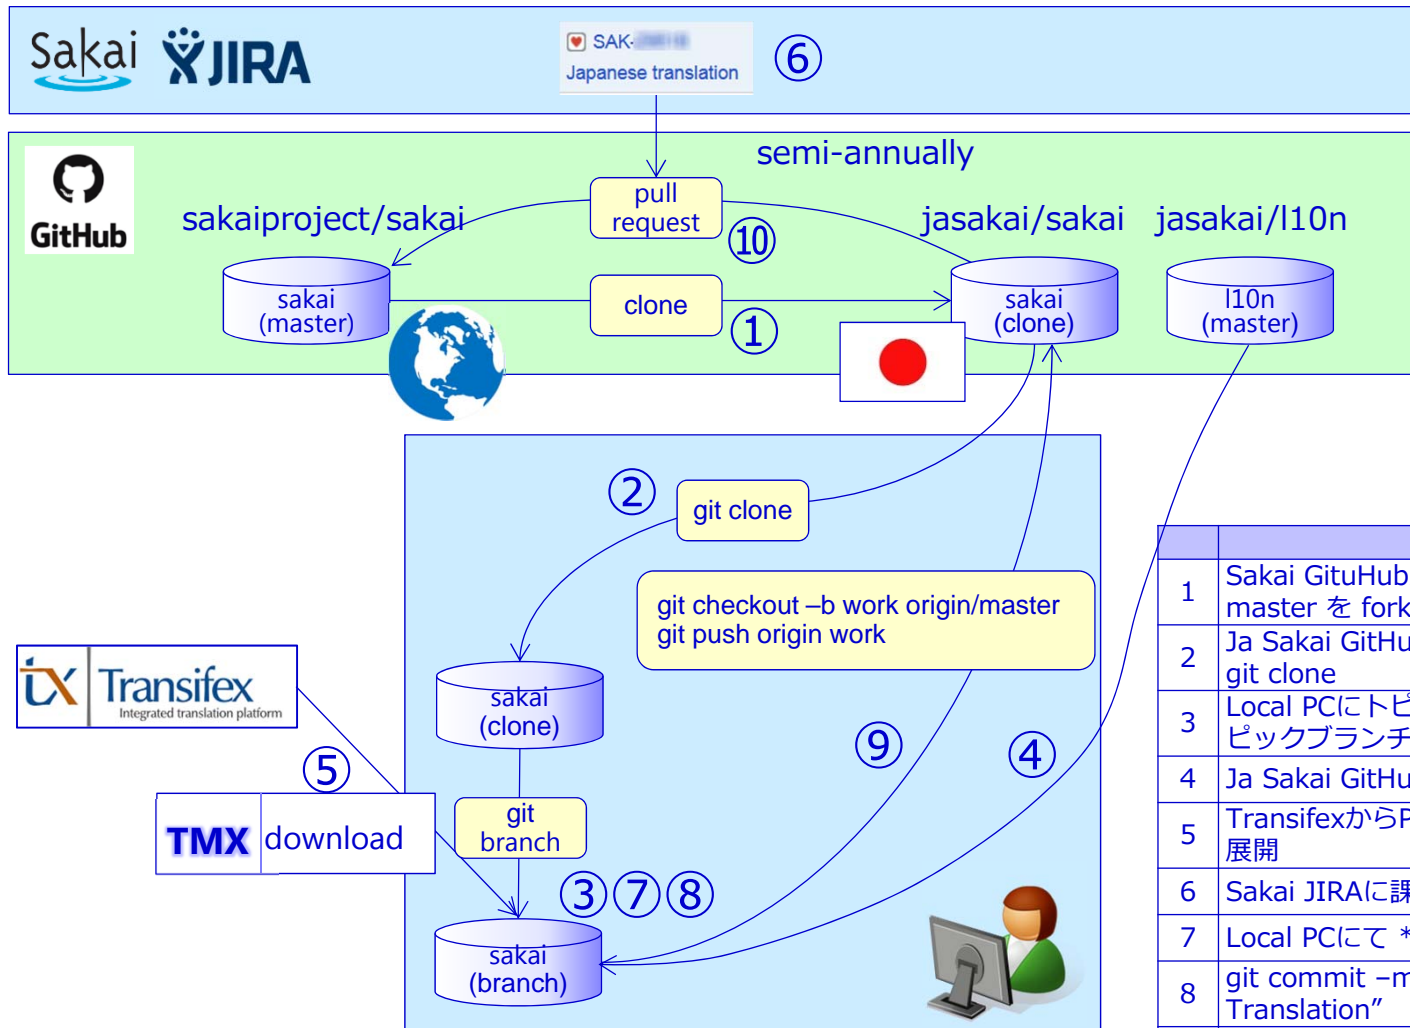 Sakai
JIRA
SAK-
Japanese translation
⑥
semi-annually
GitHub
sakaiproject/sakai
pull
request
⑩
jasakai/sakai
jasakai/l10n
sakai
(master)
clone
①
sakai
(clone)
l10n
(master)
②
git clone
git checkout –b work origin/master
git push origin work
Transifex
Integrated translation platform
sakai
(clone)
⑤
⑨
④
TMX
download
git
branch
③⑦⑧
sakai
(branch)
1
Sakai GituHub
master を fork
2
Ja Sakai GitHu
git clone
3
Local PCにトピ
ピックブランチ
4
Ja Sakai GitHu
5
TransifexからP
展開
6
Sakai JIRAに課
7
Local PCにて *
8
git commit –m
Translation”